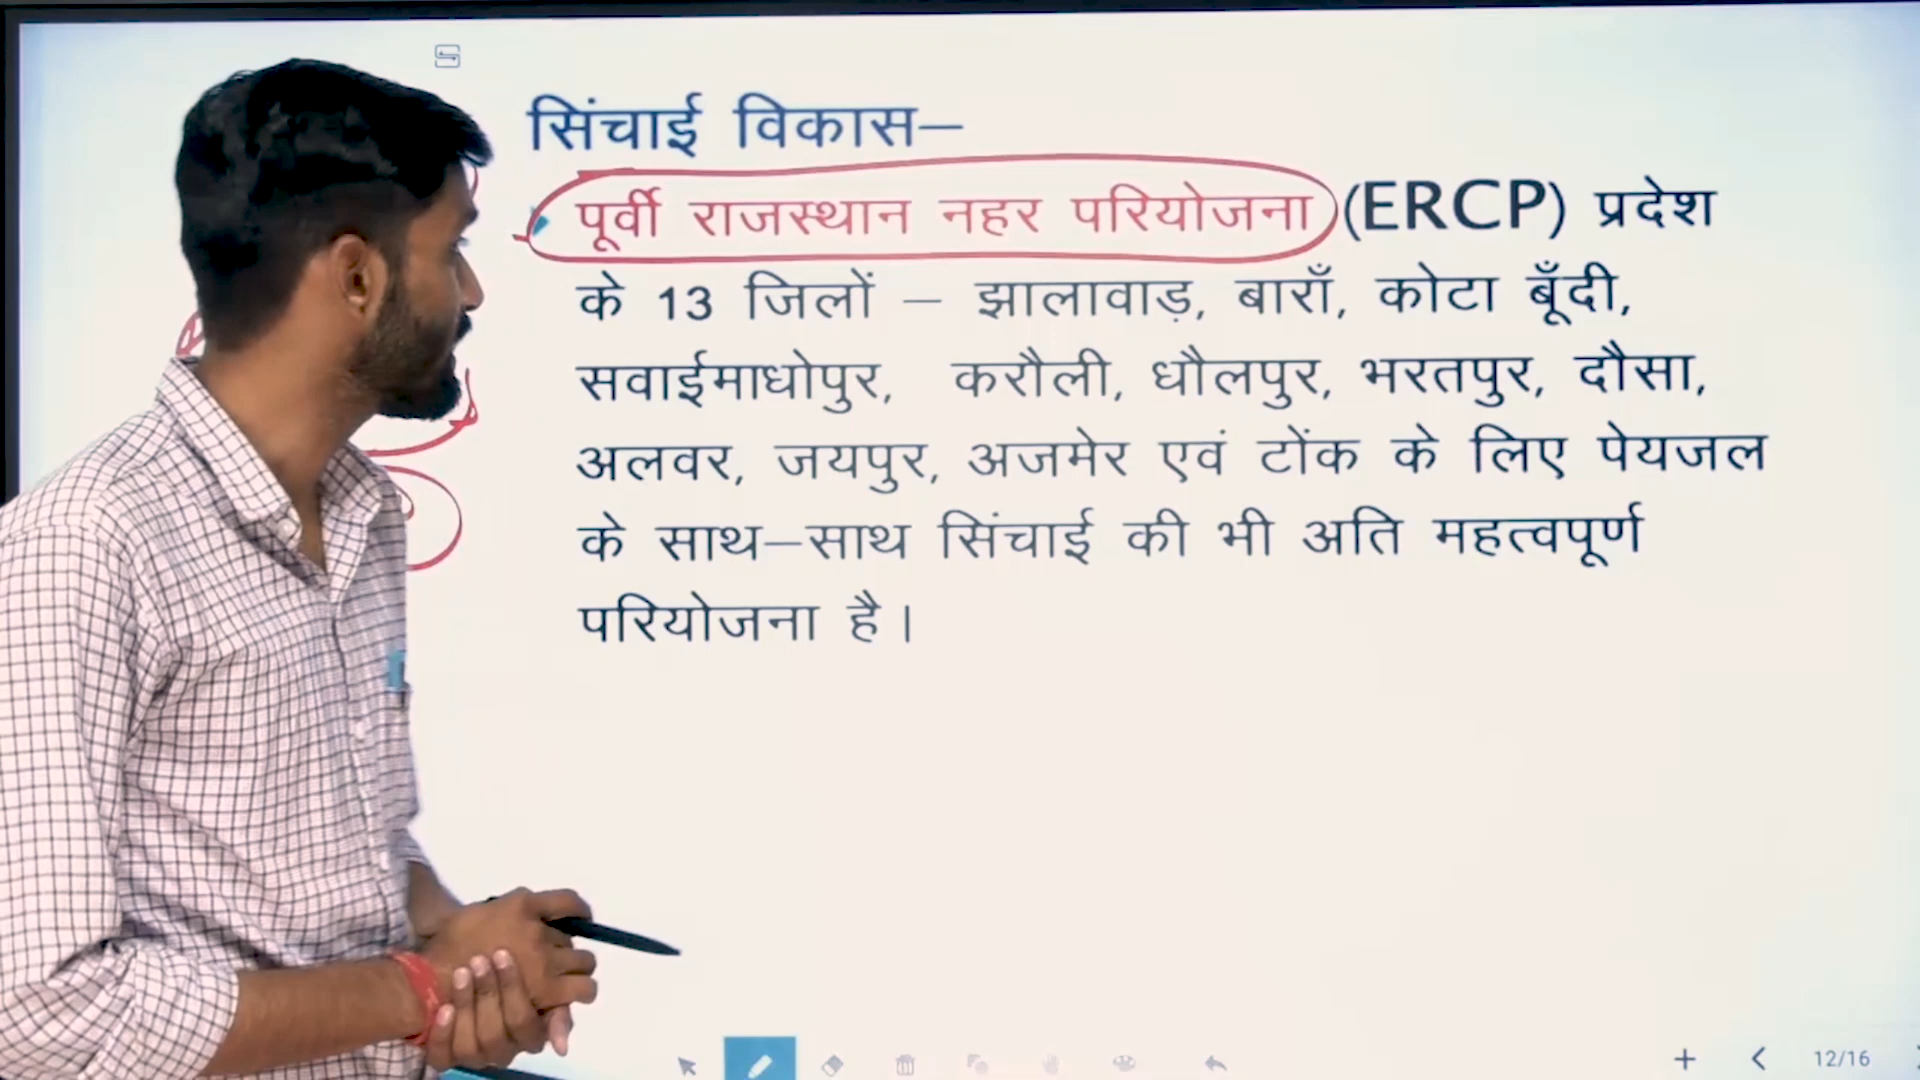 सिंचाई विकास–
पूर्वी राजस्थान नहर परियोजना (ERCP) प्रदेश
के 13 जिलों – झालावाड़, बाराँ, कोटा बूँदी,
सवाईमाधोपुर, करौली, धौलपुर, भरतपुर, दौसा,
अलवर, जयपुर, अजमेर एवं टोंक के लिए पेयजल
के साथ–साथ सिंचाई की भी अति महत्वपूर्ण
परियोजना है।
12/16